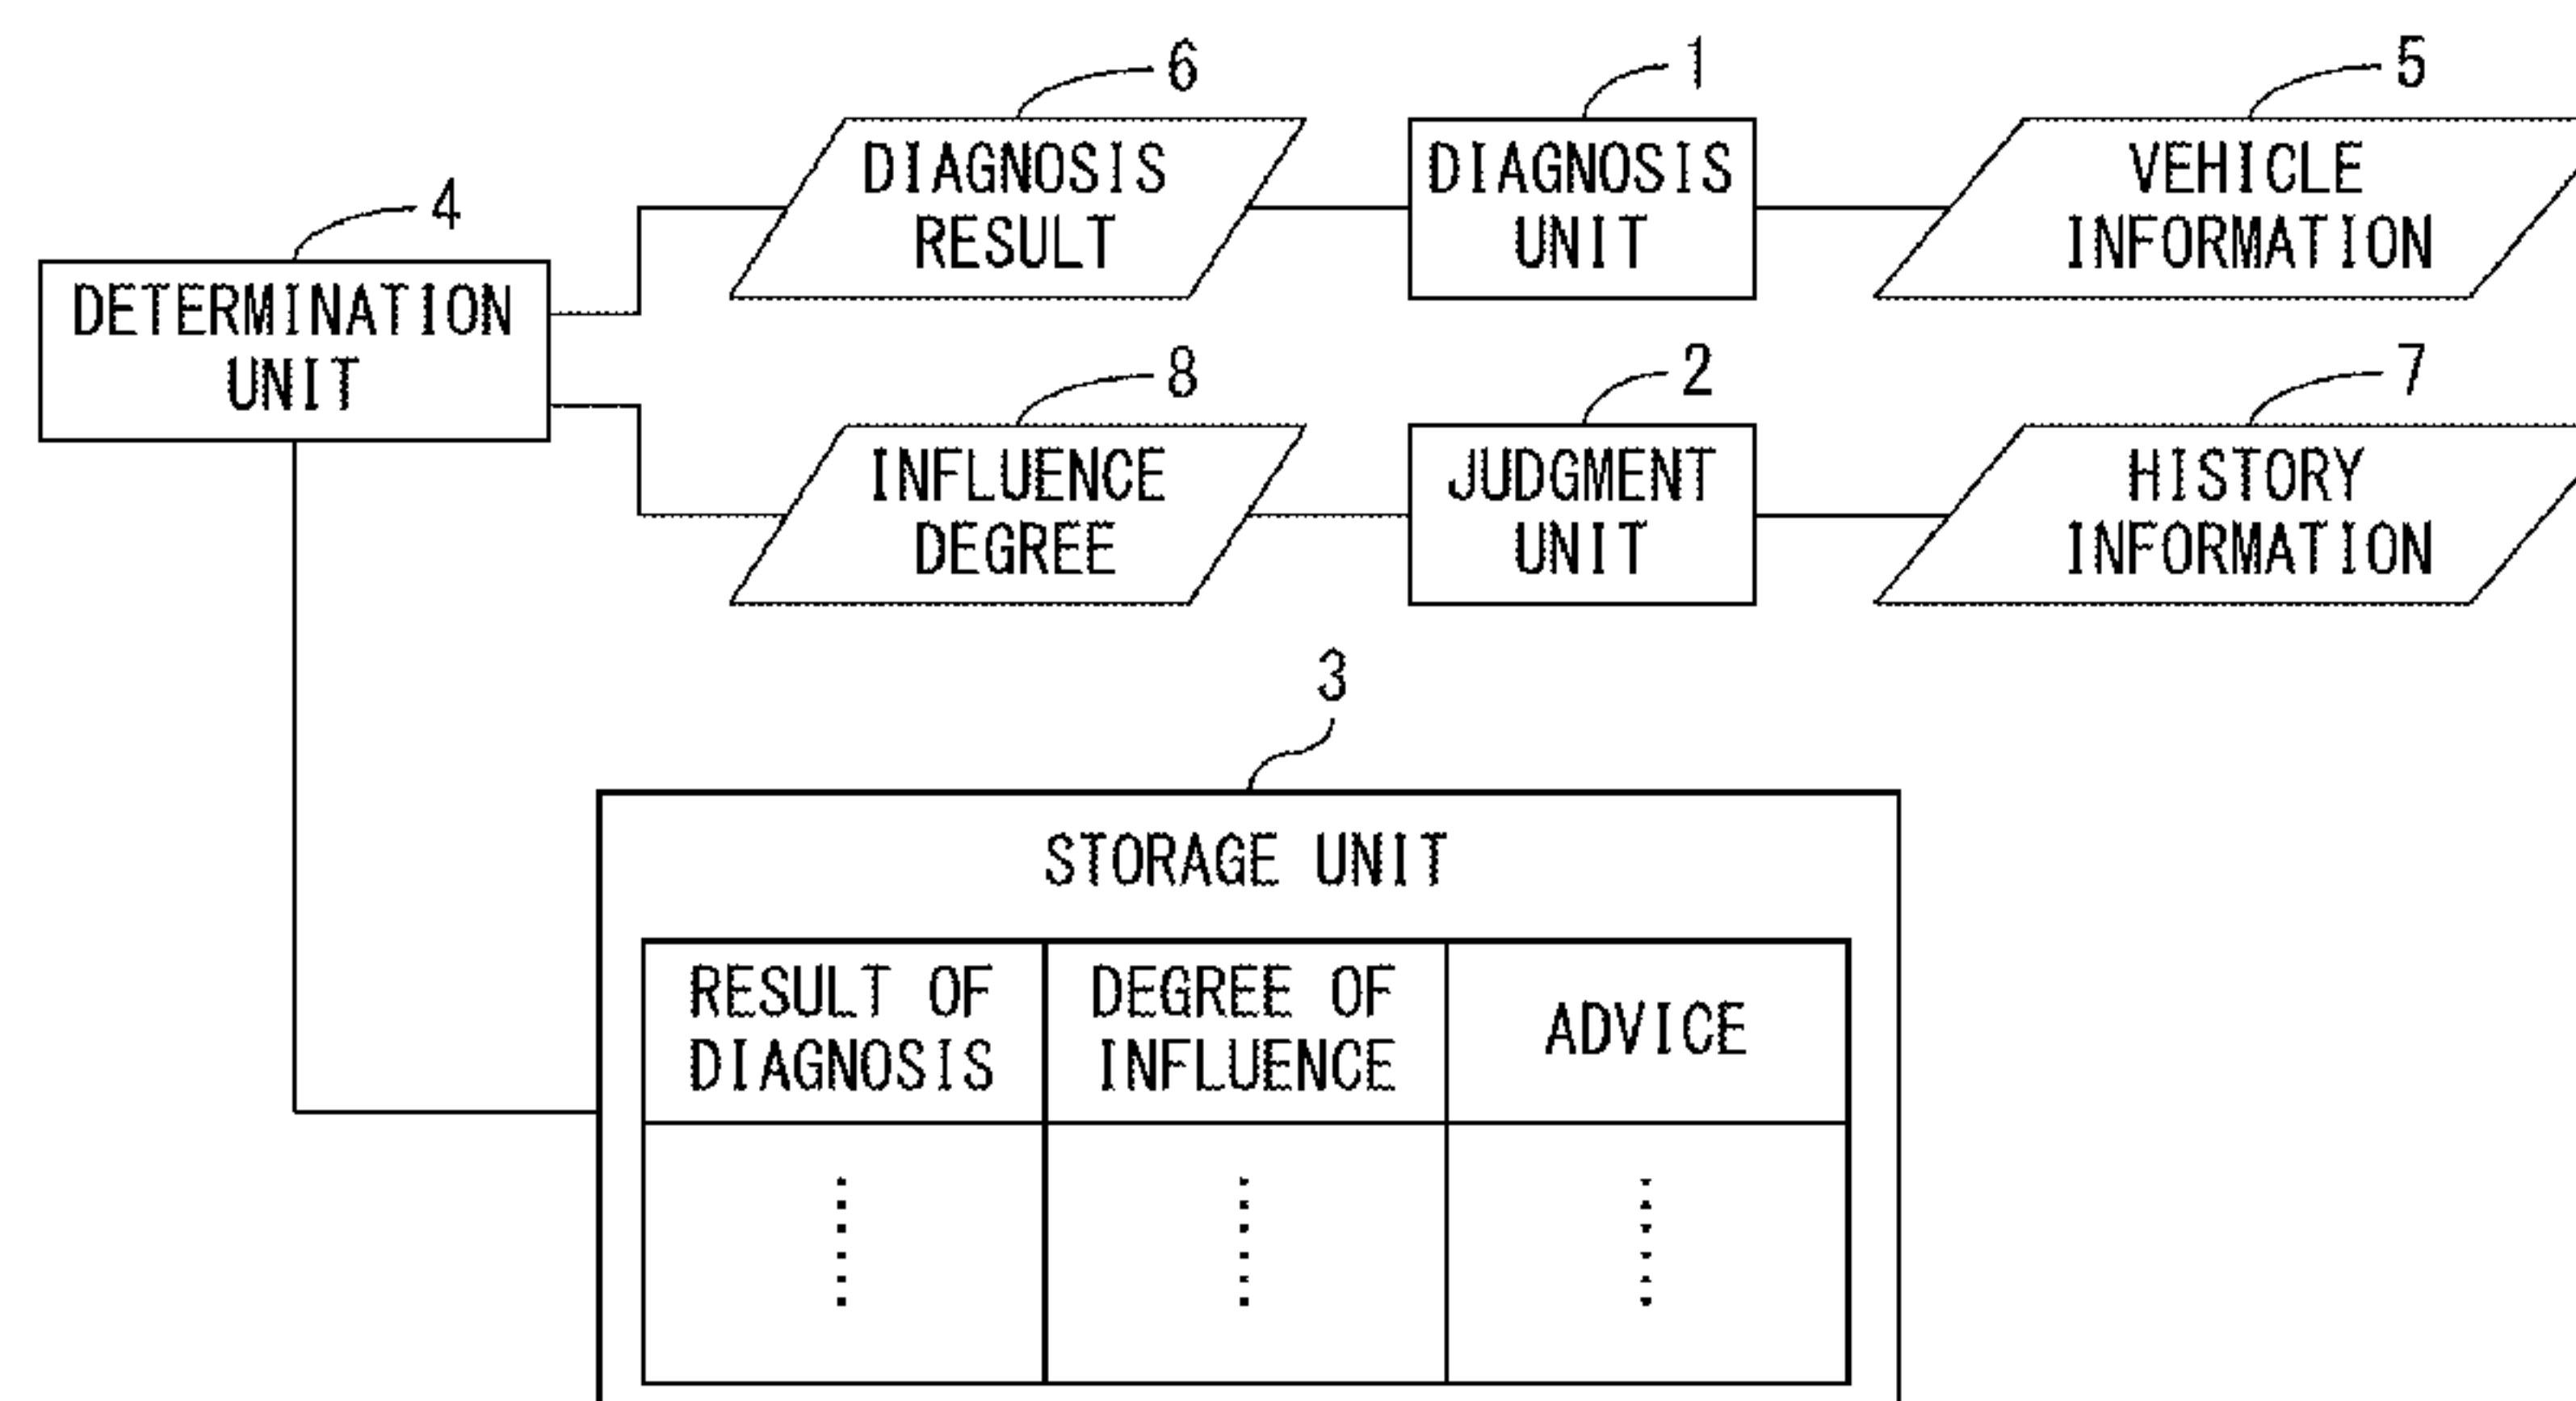 6
1
5
DIAGNOSIS
RESULT
DIAGNOSIS
UNIT
VEHICLE
INFORMATION
4
DETERMINATION
UNIT
8
2
7
INFLUENCE
DEGREE
JUDGMENT
UNIT
HISTORY
INFORMATION
3
STORAGE UNIT
RESULT OF
DIAGNOSIS
DEGREE OF
INFLUENCE
ADVICE